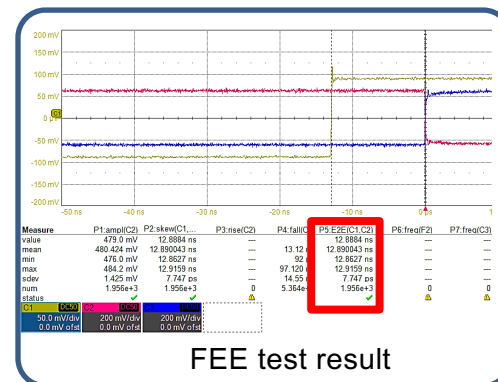 200 mV
150 mV
100 mV
50 mV
C1
-50 mV
-100 mV
-150 mV
-200 mV
-50 ns -40 ns -30 ns -20 ns -10 ns 0 ps 1
Measure P1:ampl(C2) P2:skew(C1,... P3:rise(C2) P4:fall(C P5:E2E(C1,C2) P6:freq(F2) P7:freq(C3)
value 479.0 mV 12.8884 ns --- --- 12.8884 ns --- ---
mean 480.424 mV 12.890043 ns --- 13.12 12.890043 ns --- ---
min 476.0 mV 12.8627 ns --- 92 12.8627 ns --- ---
max 484.2 mV 12.9159 ns --- 97.120 12.9159 ns --- ---
sdev 1.425 mV 7.747 ps --- 14.55 7.747 ps --- ---
num 1.956e+3 1.956e+3 0 5.364e+ 1.956e+3 0 0
status
C1 DC50 C2 DC50 DC50
50.0 mV/div 200 mV/div 200 mV/div
0.0 mV ofst 0.0 mV ofst 0.0 mV ofst
FEE test result